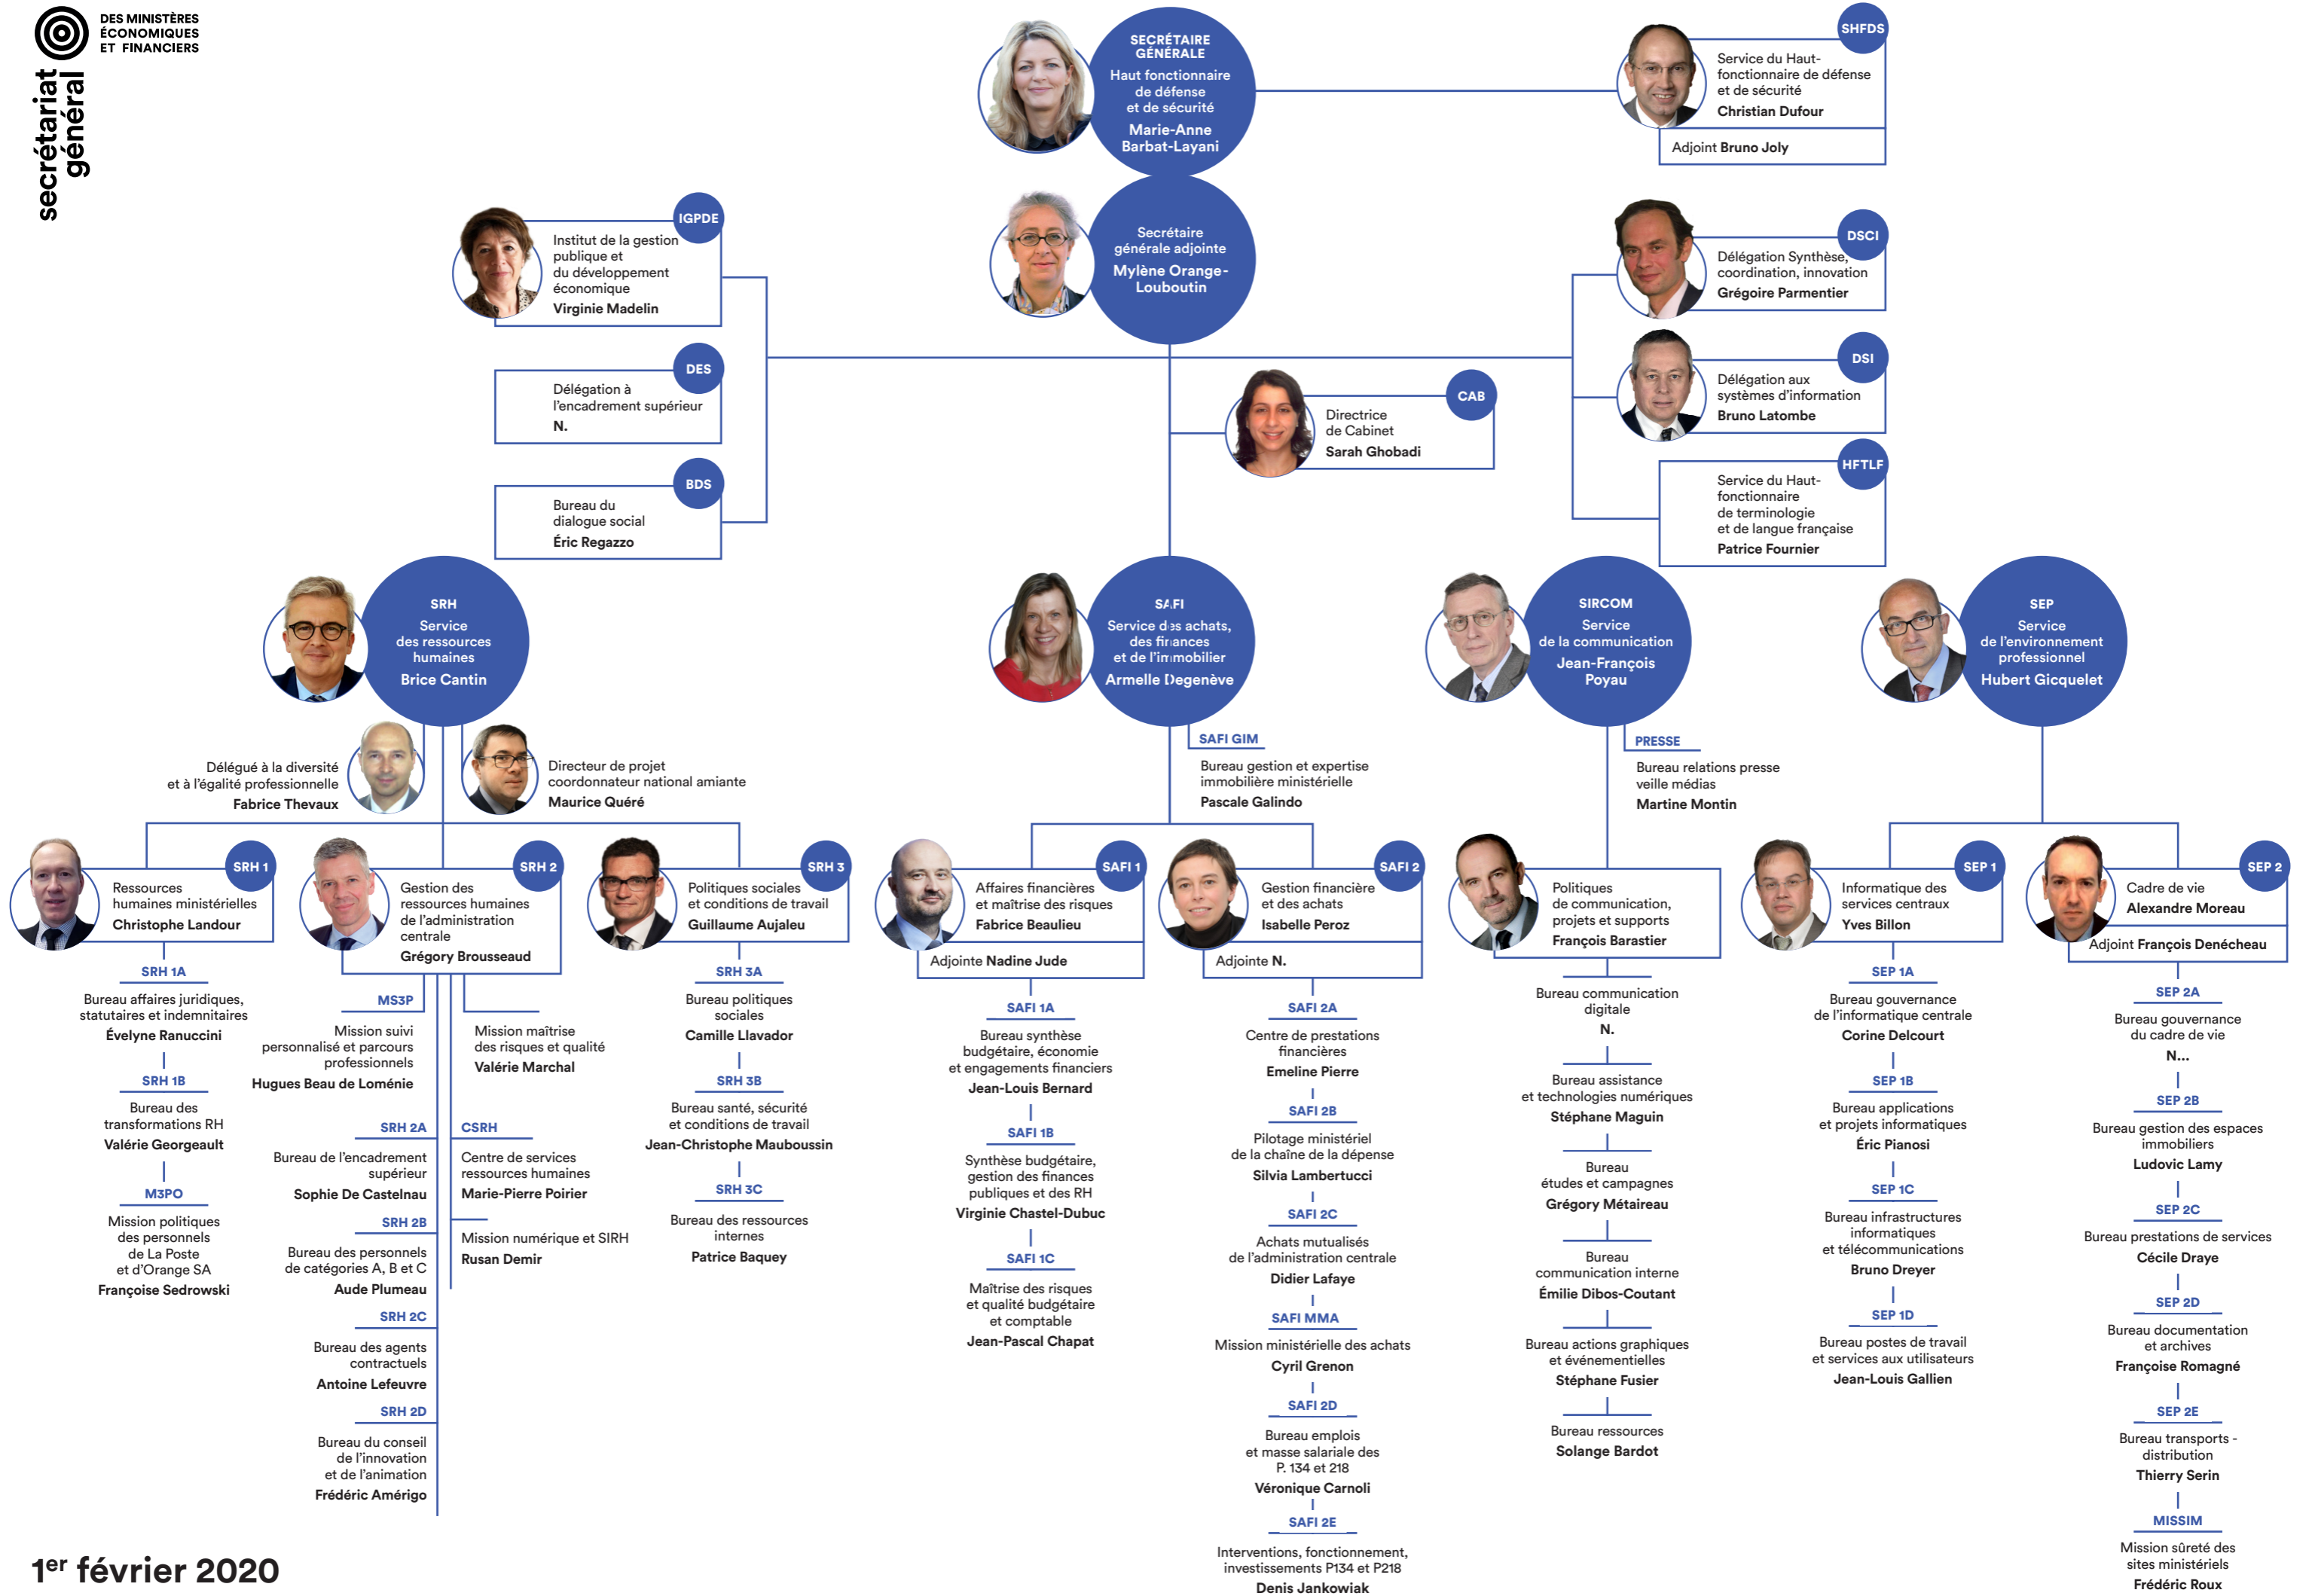 secrétariat
général
DES MINISTÈRES
ÉCONOMIQUES
ET FINANCIERS
SECRÉTAIRE
GÉNÉRALE
Haut fonctionnaire
de défense
et de sécurité
Marie-Anne
Barbat-Layani
SHFDS
Service du Haut-
fonctionnaire de défense
et de sécurité
Christian Dufour
Adjoint Bruno Joly
Secrétaire
générale adjointe
Mylène Orange-
Louboutin
IGPDE
Institut de la gestion
publique et
du développement
économique
Virginie Madelin
DES
Délégation à
l'encadrement supérieur
N.
BDS
Bureau du
dialogue social
Éric Regazzo
CAB
Directrice
de Cabinet
Sarah Ghobadi
DSCI
Délégation Synthèse,
coordination, innovation
Grégoire Parmentier
DSI
Délégation aux
systèmes d'information
Bruno Latombe
HFTLF
Service du Haut-
fonctionnaire
de terminologie
et de langue française
Patrice Fournier
SRH
Service
des ressources
humaines
Brice Cantin
Délégué à la diversité
et à l'égalité professionnelle
Fabrice Thevaux
Directeur de projet
coordonnateur national amiante
Maurice Quéré
SRH 1
Ressources
humaines ministérielles
Christophe Landour
SRH 1A
Bureau affaires juridiques,
statutaires et indemnitaires
Évelyne Ranuccini
SRH 1B
Bureau des
transformations RH
Valérie Georgeault
M3PO
Mission politiques
des personnels
de La Poste
et d'Orange SA
Françoise Sedrowski
SRH 2
Gestion des
ressources humaines
de l'administration
centrale
Grégory Brousseaud
MS3P
Mission suivi
personnalisé et parcours
professionnels
Hugues Beau de Loménie
Mission maîtrise
des risques et qualité
Valérie Marchal
SRH 2A
Bureau de l'encadrement
supérieur
Sophie De Castelnau
SRH 2B
Bureau des personnels
de catégories A, B et C
Aude Plumeau
SRH 2C
Bureau des agents
contractuels
Antoine Lefeuvre
SRH 2D
Bureau du conseil
de l'innovation
et de l'animation
Frédéric Amérigo
CSRH
Centre de services
ressources humaines
Marie-Pierre Poirier
Mission numérique et SIRH
Rusan Demir
SRH 3
Politiques sociales
et conditions de travail
Guillaume Aujaleu
SRH 3A
Bureau politiques
sociales
Camille Llavador
SRH 3B
Bureau santé, sécurité
et conditions de travail
Jean-Christophe Mauboussin
SRH 3C
Bureau des ressources
internes
Patrice Baquey
SAFI
Service des achats,
des finances
et de l'immobilier
Armelle Degenève
SAFI GIM
Bureau gestion et expertise
immobilière ministérielle
Pascale Galindo
SAFI 1
Affaires financières
et maîtrise des risques
Fabrice Beaulieu
Adjointe Nadine Jude
SAFI 1A
Bureau synthèse
budgétaire, économie
et engagements financiers
Jean-Louis Bernard
SAFI 1B
Synthèse budgétaire,
gestion des finances
publiques et des RH
Virginie Chastel-Dubuc
SAFI 1C
Maîtrise des risques
et qualité budgétaire
et comptable
Jean-Pascal Chapat
SAFI 2
Gestion financière
et des achats
Isabelle Peroz
Adjointe N.
SAFI 2A
Centre de prestations
financières
Emeline Pierre
SAFI 2B
Pilotage ministériel
de la chaîne de la dépense
Silvia Lambertucci
SAFI 2C
Achats mutualisés
de l'administration centrale
Didier Lafaye
SAFI MMA
Mission ministérielle des achats
Cyril Grenon
SAFI 2D
Bureau emplois
et masse salariale des
P. 134 et 218
Véronique Carnoli
SAFI 2E
Interventions, fonctionnement,
investissements P134 et P218
Denis Jankowiak
SIRCOM
Service
de la communication
Jean-François
Poyau
PRESSE
Bureau relations presse
veille médias
Martine Montin
Politiques
de communication,
projets et supports
François Barastier
Bureau communication
digitale
N.
Bureau assistance
et technologies numériques
Stéphane Maguin
Bureau
études et campagnes
Grégory Métaireau
Bureau
communication interne
Émilie Dibos-Coutant
Bureau actions graphiques
et événementielles
Stéphane Fusier
Bureau ressources
Solange Bardot
SEP
Service
de l'environnement
professionnel
Hubert Gicquelet
SEP 1
Informatique des
services centraux
Yves Billon
SEP 1A
Bureau gouvernance
de l'informatique centrale
Corine Delcourt
SEP 1B
Bureau applications
et projets informatiques
Éric Pianosi
SEP 1C
Bureau infrastructures
informatiques
et télécommunications
Bruno Dreyer
SEP 1D
Bureau postes de travail
et services aux utilisateurs
Jean-Louis Gallien
SEP 2
Cadre de vie
Alexandre Moreau
Adjoint François Denécheau
SEP 2A
Bureau gouvernance
du cadre de vie
N...
SEP 2B
Bureau gestion des espaces
immobiliers
Ludovic Lamy
SEP 2C
Bureau prestations de services
Cécile Draye
SEP 2D
Bureau documentation
et archives
Françoise Romagné
SEP 2E
Bureau transports -
distribution
Thierry Serin
MISSIM
Mission sûreté des
sites ministériels
Frédéric Roux
1er février 2020